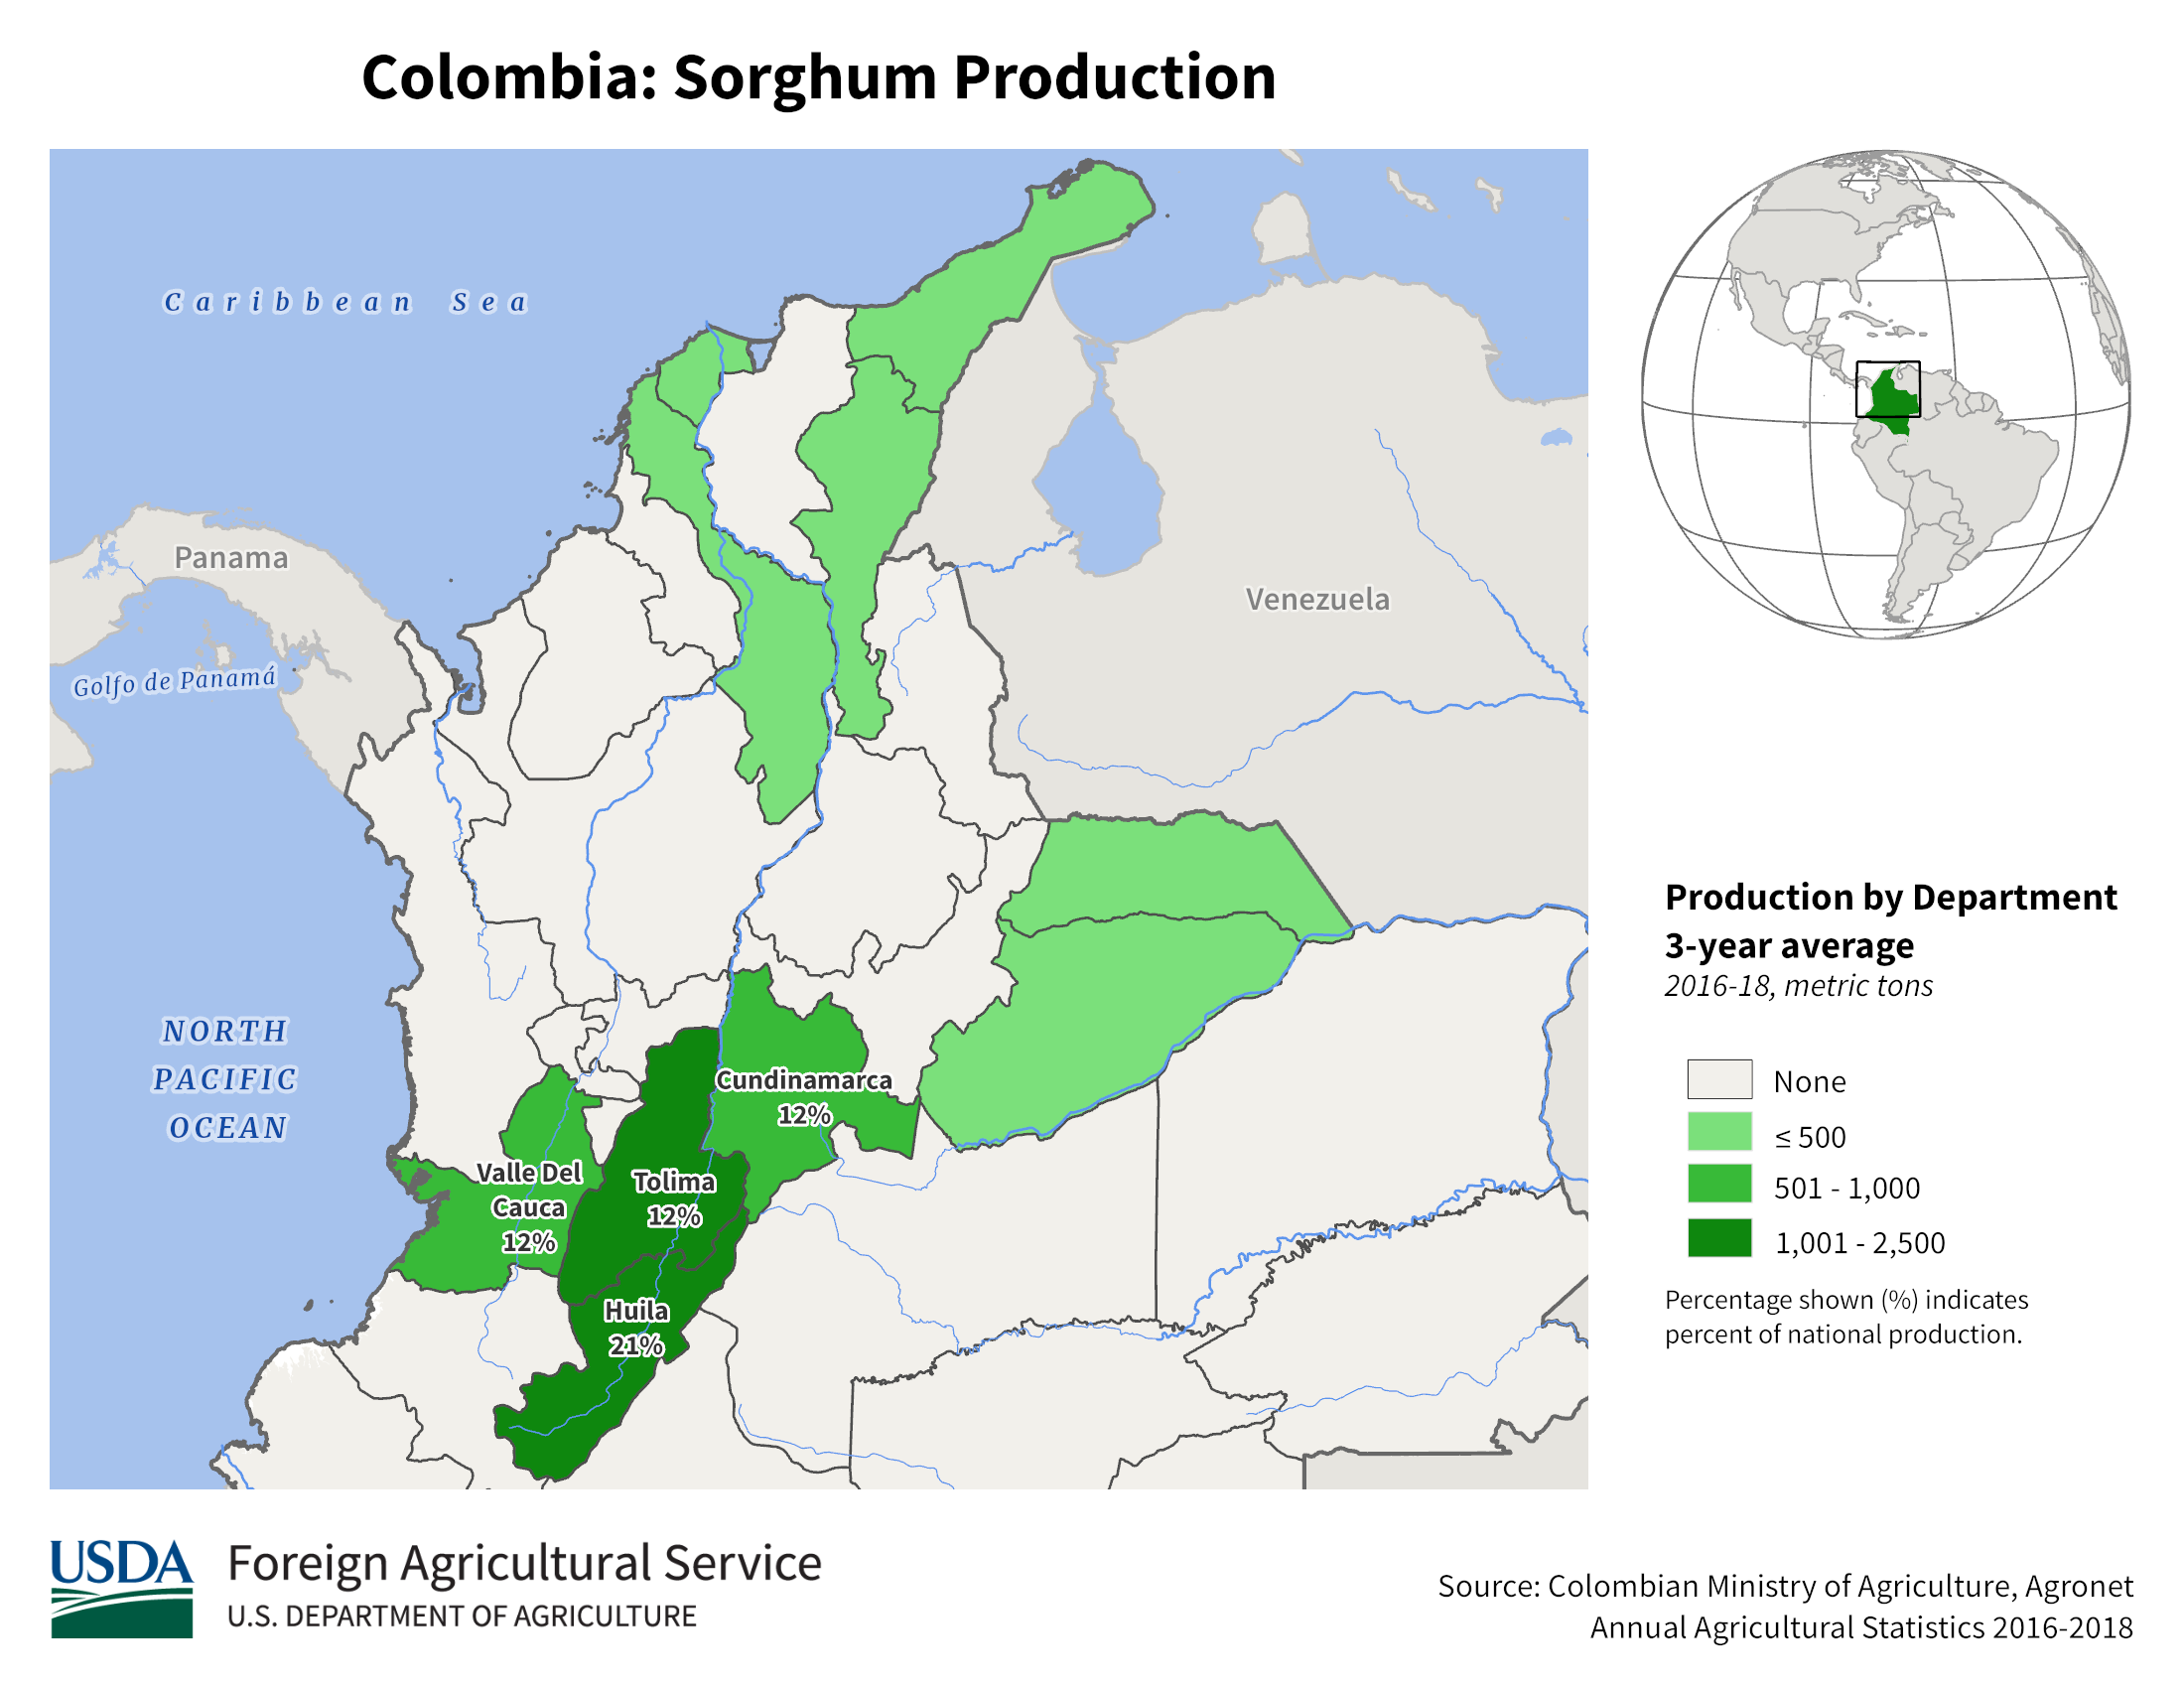 Colombia: Sorghum Production
Caribbean Sea
Panama
Golfo de Panamá
Venezuela
NORTH
PACIFIC
OCEAN
Cundinamarca
12%
Valle Del
Cauca
12%
Tolima
12%
Huila
21%
Production by Department
3-year average
2016-18, metric tons
None
≤ 500
501 - 1,000
1,001 - 2,500
Percentage shown (%) indicates
percent of national production.
USDA
Foreign Agricultural Service
U.S. DEPARTMENT OF AGRICULTURE
Source: Colombian Ministry of Agriculture, Agronet
Annual Agricultural Statistics 2016-2018